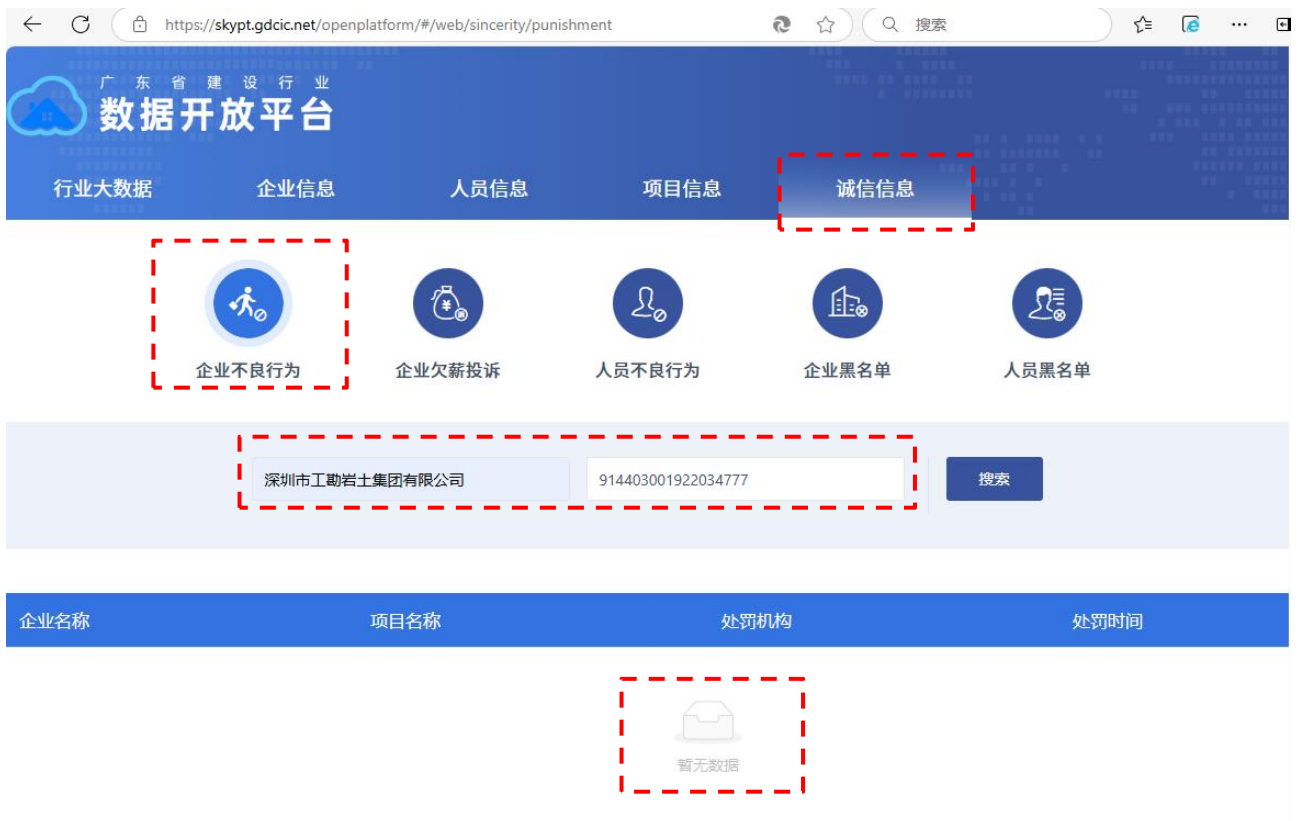 https://skypt.gdcic.net/openplatform/#/web/sincerity/punishment 搜索
广东省建设行业
数据开放平台
行业大数据 企业信息 人员信息 项目信息 诚信信息
企业不良行为 企业欠薪投诉 人员不良行为 企业黑名单 人员黑名单
深圳市工勘岩土集团有限公司 914403001922034777 搜索
企业名称 项目名称 处罚机构 处罚时间
暂无数据